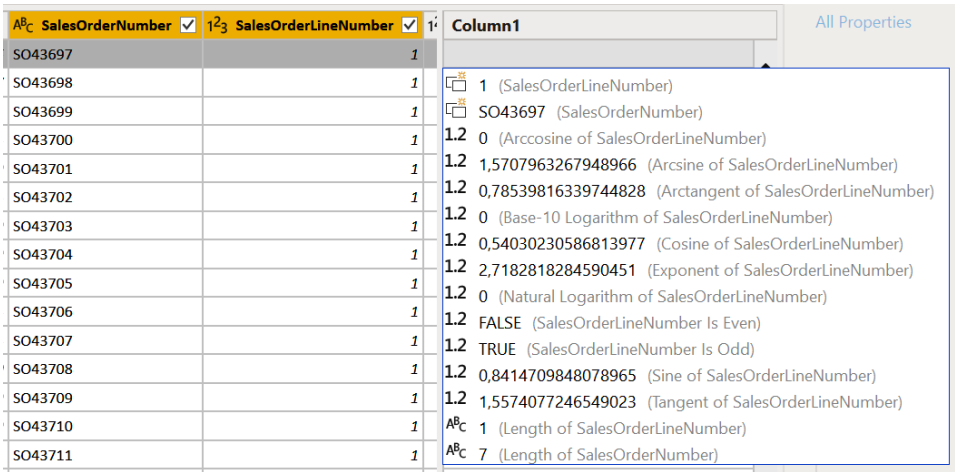 ABC SalesOrderNumber 123 SalesOrderLineNumber 12 Column1 All Properties
SO43697 1
SO43698 1
SO43699 1
SO43700 1
SO43701 1
SO43702 1
SO43703 1
SO43704 1
SO43705 1
SO43706 1
SO43707 1
SO43708 1
SO43709 1
SO43710 1
SO43711 1
1 (SalesOrderLineNumber)
SO43697 (SalesOrderNumber)
1.2 0 (Arccosine of SalesOrderLineNumber)
1.2 1,5707963267948966 (Arcsine of SalesOrderLineNumber)
1.2 0,78539816339744828 (Arctangent of SalesOrderLineNumber)
1.2 0 (Base-10 Logarithm of SalesOrderLineNumber)
1.2 0,54030230586813977 (Cosine of SalesOrderLineNumber)
1.2 2,7182818284590451 (Exponent of SalesOrderLineNumber)
1.2 0 (Natural Logarithm of SalesOrderLineNumber)
1.2 FALSE (SalesOrderLineNumber Is Even)
1.2 TRUE (SalesOrderLineNumber Is Odd)
1.2 0,8414709848078965 (Sine of SalesOrderLineNumber)
1.2 1,5574077246549023 (Tangent of SalesOrderLineNumber)
ABC 1 (Length of SalesOrderLineNumber)
ABC 7 (Length of SalesOrderNumber)